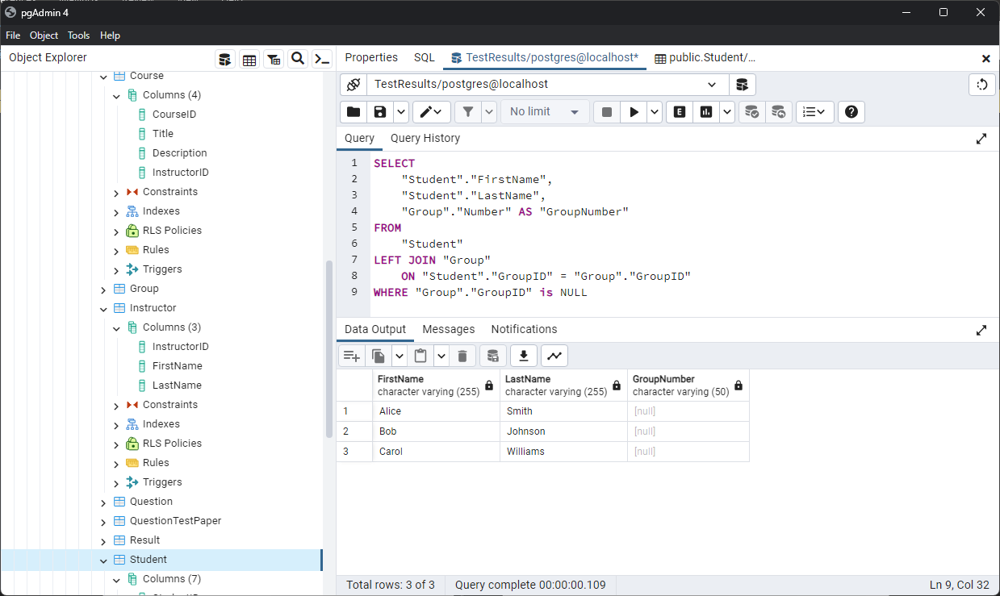 pgAdmin 4
File Object Tools Help
Object Explorer
Course
Columns (4)
CourseID
Title
Description
InstructorID
Constraints
Indexes
RLS Policies
Rules
Triggers
Group
Instructor
Columns (3)
InstructorID
FirstName
LastName
Constraints
Indexes
RLS Policies
Rules
Triggers
Question
QuestionTestPaper
Result
Student
Columns (7)
Properties SQL TestResults/postgres@localhost* public.Student/...
TestResults/postgres@localhost
No limit E
Query Query History
1 SELECT
2 "Student"."FirstName",
3 "Student"."LastName",
4 "Group"."Number" AS "GroupNumber"
5 FROM
6 "Student"
7 LEFT JOIN "Group"
8 ON "Student"."GroupID" = "Group"."GroupID"
9 WHERE "Group"."GroupID" is NULL
Data Output Messages Notifications
FirstName LastName GroupNumber
character varying (255) character varying (255) character varying (50)
1 Alice Smith [null]
2 Bob Johnson [null]
3 Carol Williams [null]
Total rows: 3 of 3 Query complete 00:00:00.109 Ln 9, Col 32